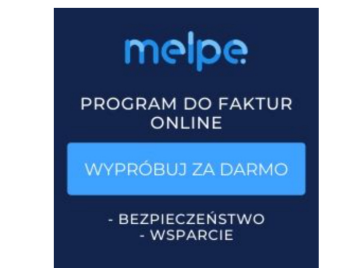 melpe
PROGRAM DO FAKTUR
ONLINE
WYPRÓBUJ ZA DARMO
- BEZPIECZEŃSTWO
- WSPARCIE